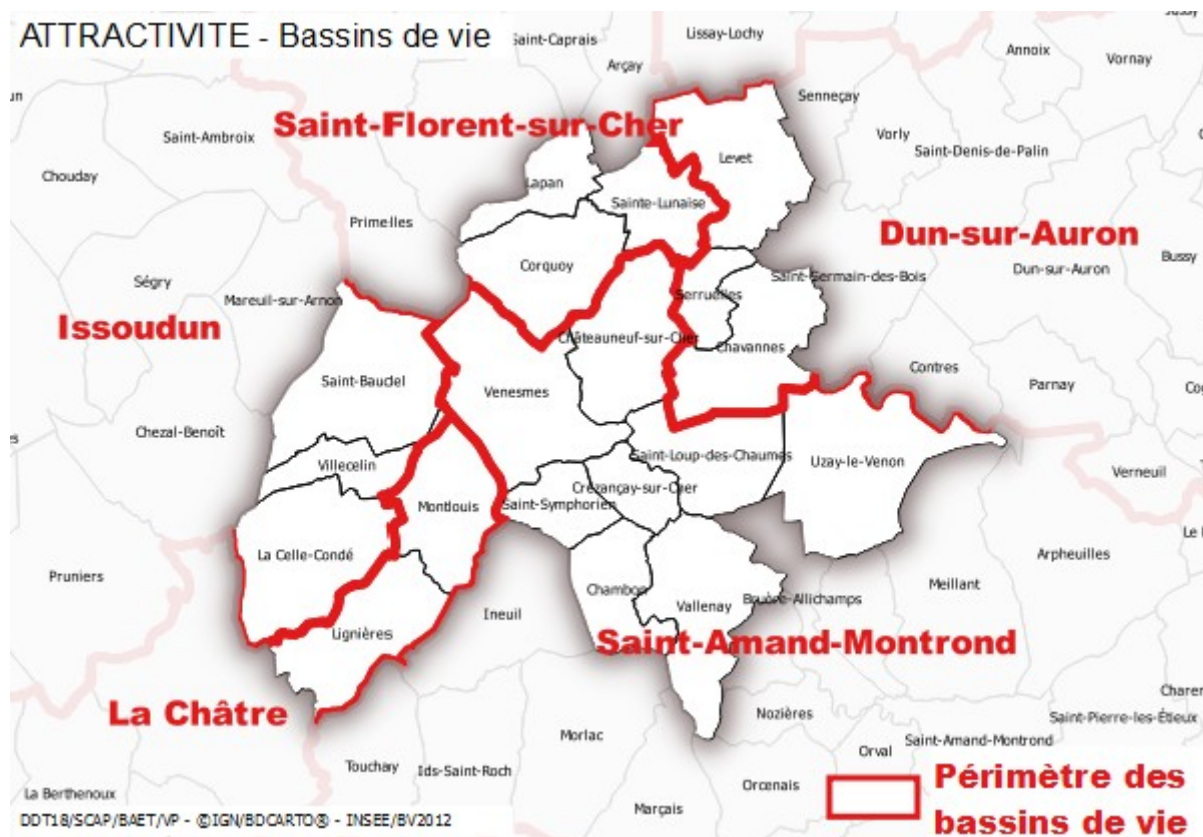 ATTRACTIVITE - Bassins de vie
Saint-Caprais
Lissay-Lochy
Arçay
Annoix
Vornay
Senneçay
Saint-Ambroix
Saint-Florent-sur-Cher
Vorly
Saint-Denis-de-Palin
Levet
Chouday
Lapan
Sainte-Lunaise
Primelles
Dun-sur-Auron
Bussy
Corquoy
Ségry
Saint-Germain-des-Bois
Dun-sur-Auron
Mareuil-sur-Arnon
Serruelles
Issoudun
Châteauneuf-sur-Cher
Chavannes
Contres
Saint-Baudel
Venesmes
Parnay
Chezal-Benoît
Saint-Loup-des-Chaumes
Uzay-le-Venon
Villecelin
Verneuil
Crézançay-sur-Cher
Montlouis
Saint-Symphorien
La Celle-Condé
Arpheuilles
Pruniers
Meillant
Chambon
Bruère-Allichamps
Vallenay
Ineuil
Lignières
Saint-Amand-Montrond
La Châtre
Nozières
Saint-Pierre-les-Étieux
Morlac
Orval
Saint-Amand-Montrond
Touchay
Ids-Saint-Roch
Orcenais
La Berthenoux
Marçais
Périmètre des
bassins de vie
DDT18/SCAP/BAET/VP - ©IGN/BDCARTO® - INSEE/BV2012